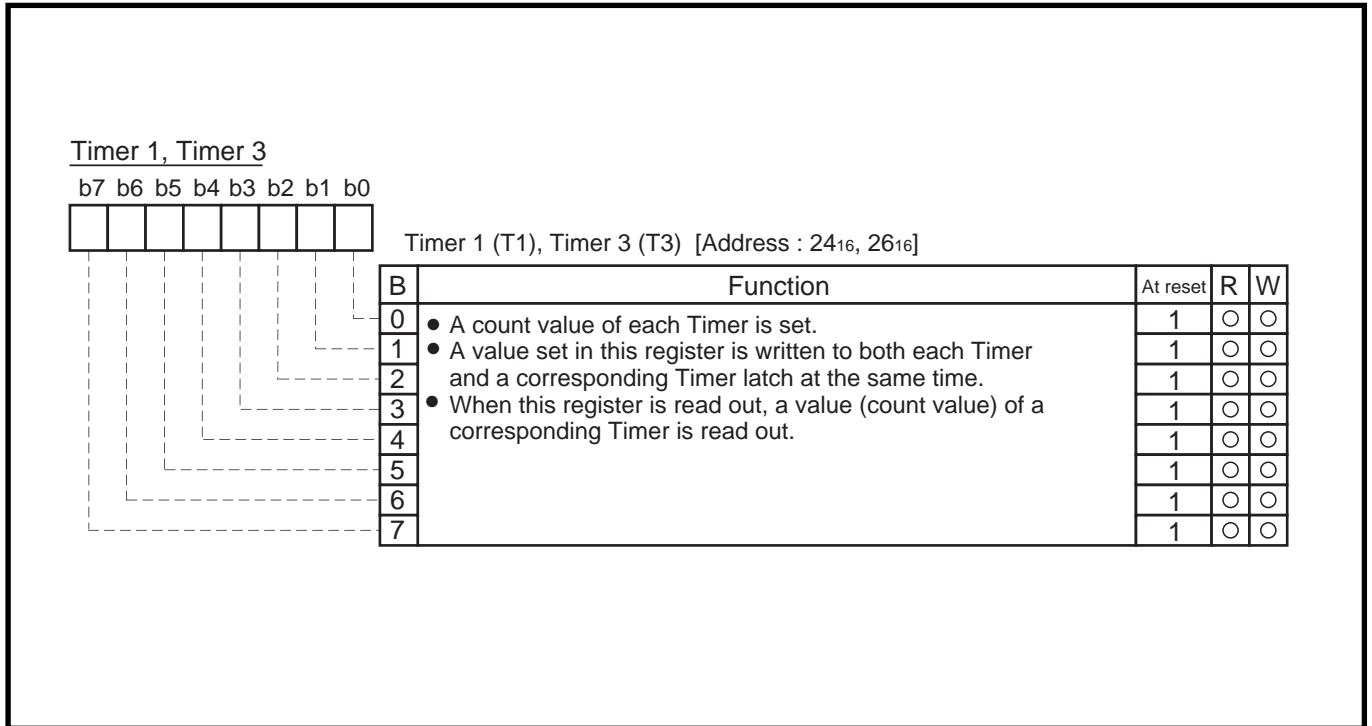 Timer 1, Timer 3
b7 b6 b5 b4 b3 b2 b1 b0
Timer 1 (T1), Timer 3 (T3) [Address : 24₁₆, 26₁₆]
B Function At reset R W
0 ● A count value of each Timer is set. 1 ○ ○
1 ● A value set in this register is written to both each Timer 1 ○ ○
2 and a corresponding Timer latch at the same time. 1 ○ ○
3 ● When this register is read out, a value (count value) of a 1 ○ ○
4 corresponding Timer is read out. 1 ○ ○
5 1 ○ ○
6 1 ○ ○
7 1 ○ ○